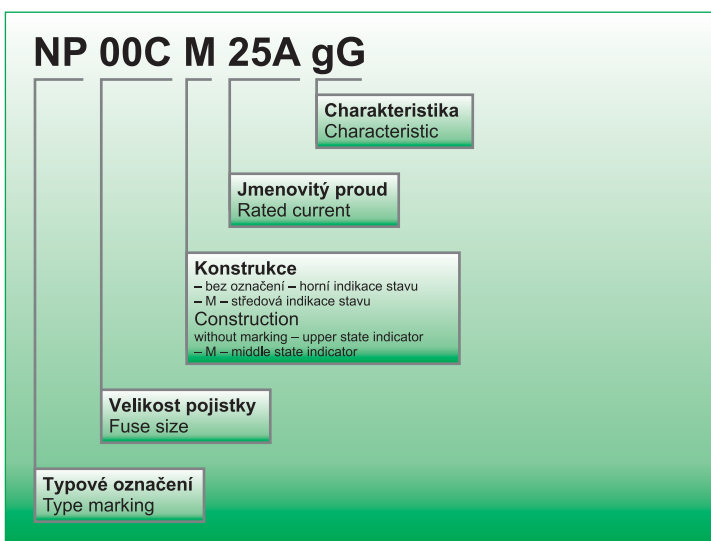 NP 00C M 25A gG
Charakteristika
Characteristic
Jmenovitý proud
Rated current
Konstrukce
– bez označení – horní indikace stavu
– M – středová indikace stavu
Construction
without marking – upper state indicator
– M – middle state indicator
Velikost pojistky
Fuse size
Typové označení
Type marking